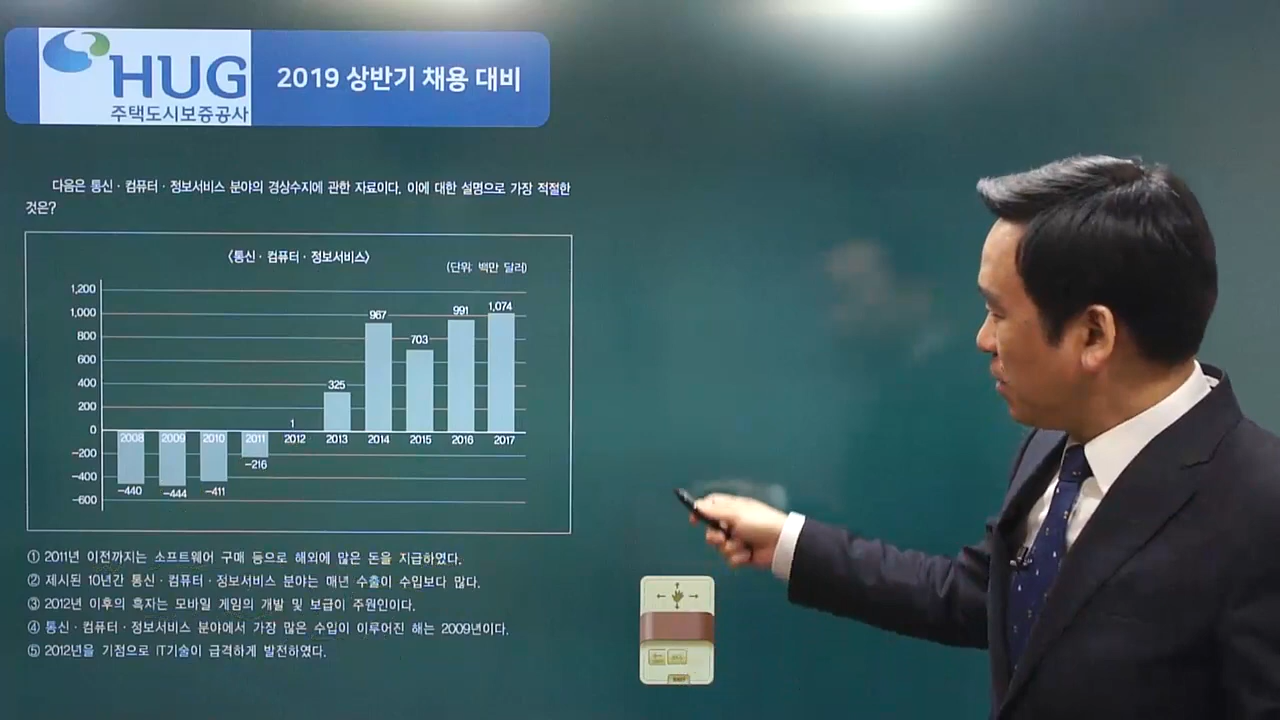 HUG
주택도시보증공사
2019 상반기 채용 대비
다음은 통신·컴퓨터·정보서비스 분야의 경상수지에 관한 자료이다. 이에 대한 설명으로 가장 적절한
것은?
〈통신·컴퓨터·정보서비스〉
(단위: 백만 달러)
1,200
1,000
800
600
400
200
0
-200
-400
-600
1
325
967
703
991
1,074
2008 2009 2010 2011 2012 2013 2014 2015 2016 2017
-440 -444 -411 -216
① 2011년 이전까지는 소프트웨어 구매 등으로 해외에 많은 돈을 지급하였다.
② 제시된 10년간 통신·컴퓨터·정보서비스 분야는 매년 수출이 수입보다 많다.
③ 2012년 이후의 흑자는 모바일 게임의 개발 및 보급이 주원인이다.
④ 통신·컴퓨터·정보서비스 분야에서 가장 많은 수입이 이루어진 해는 2009년이다.
⑤ 2012년을 기점으로 IT기술이 급격하게 발전하였다.